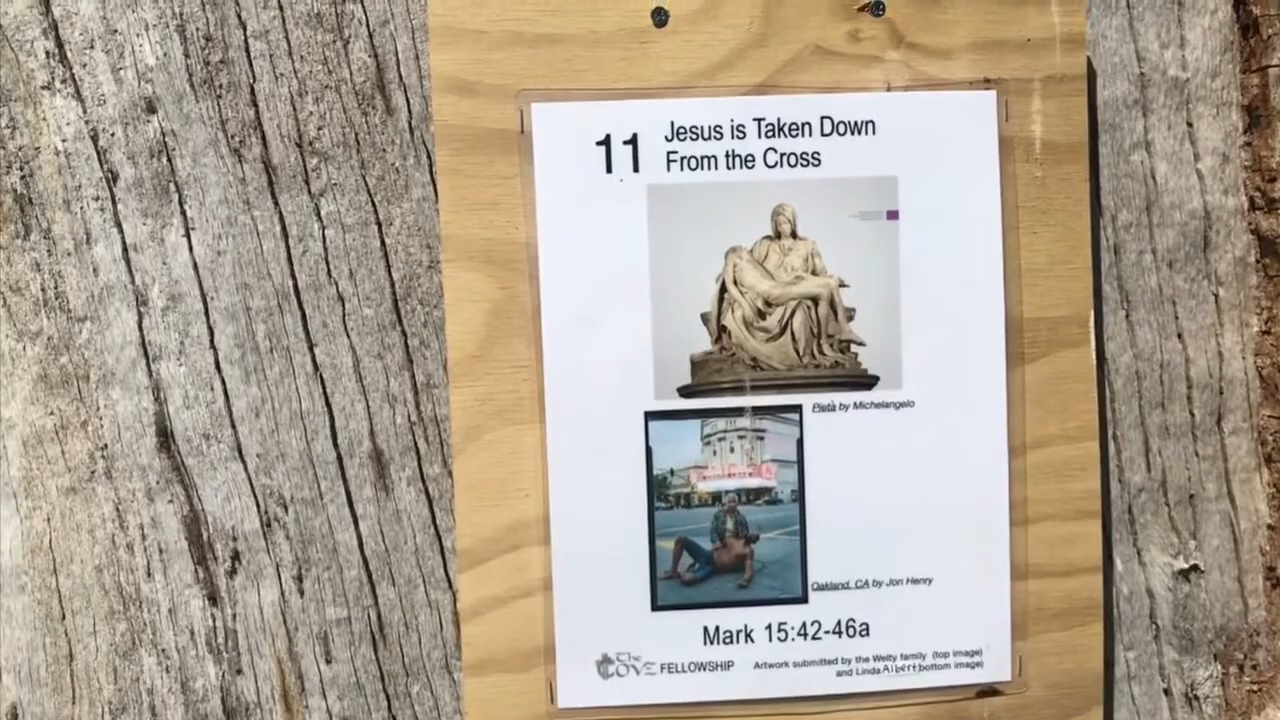 11
Jesus is Taken Down
From the Cross
Pietà by Michelangelo
Oakland, CA by Jon Henry
Mark 15:42-46a
The
COVE FELLOWSHIP
Artwork submitted by the Welty family (top image)
and Linda Albert bottom image)